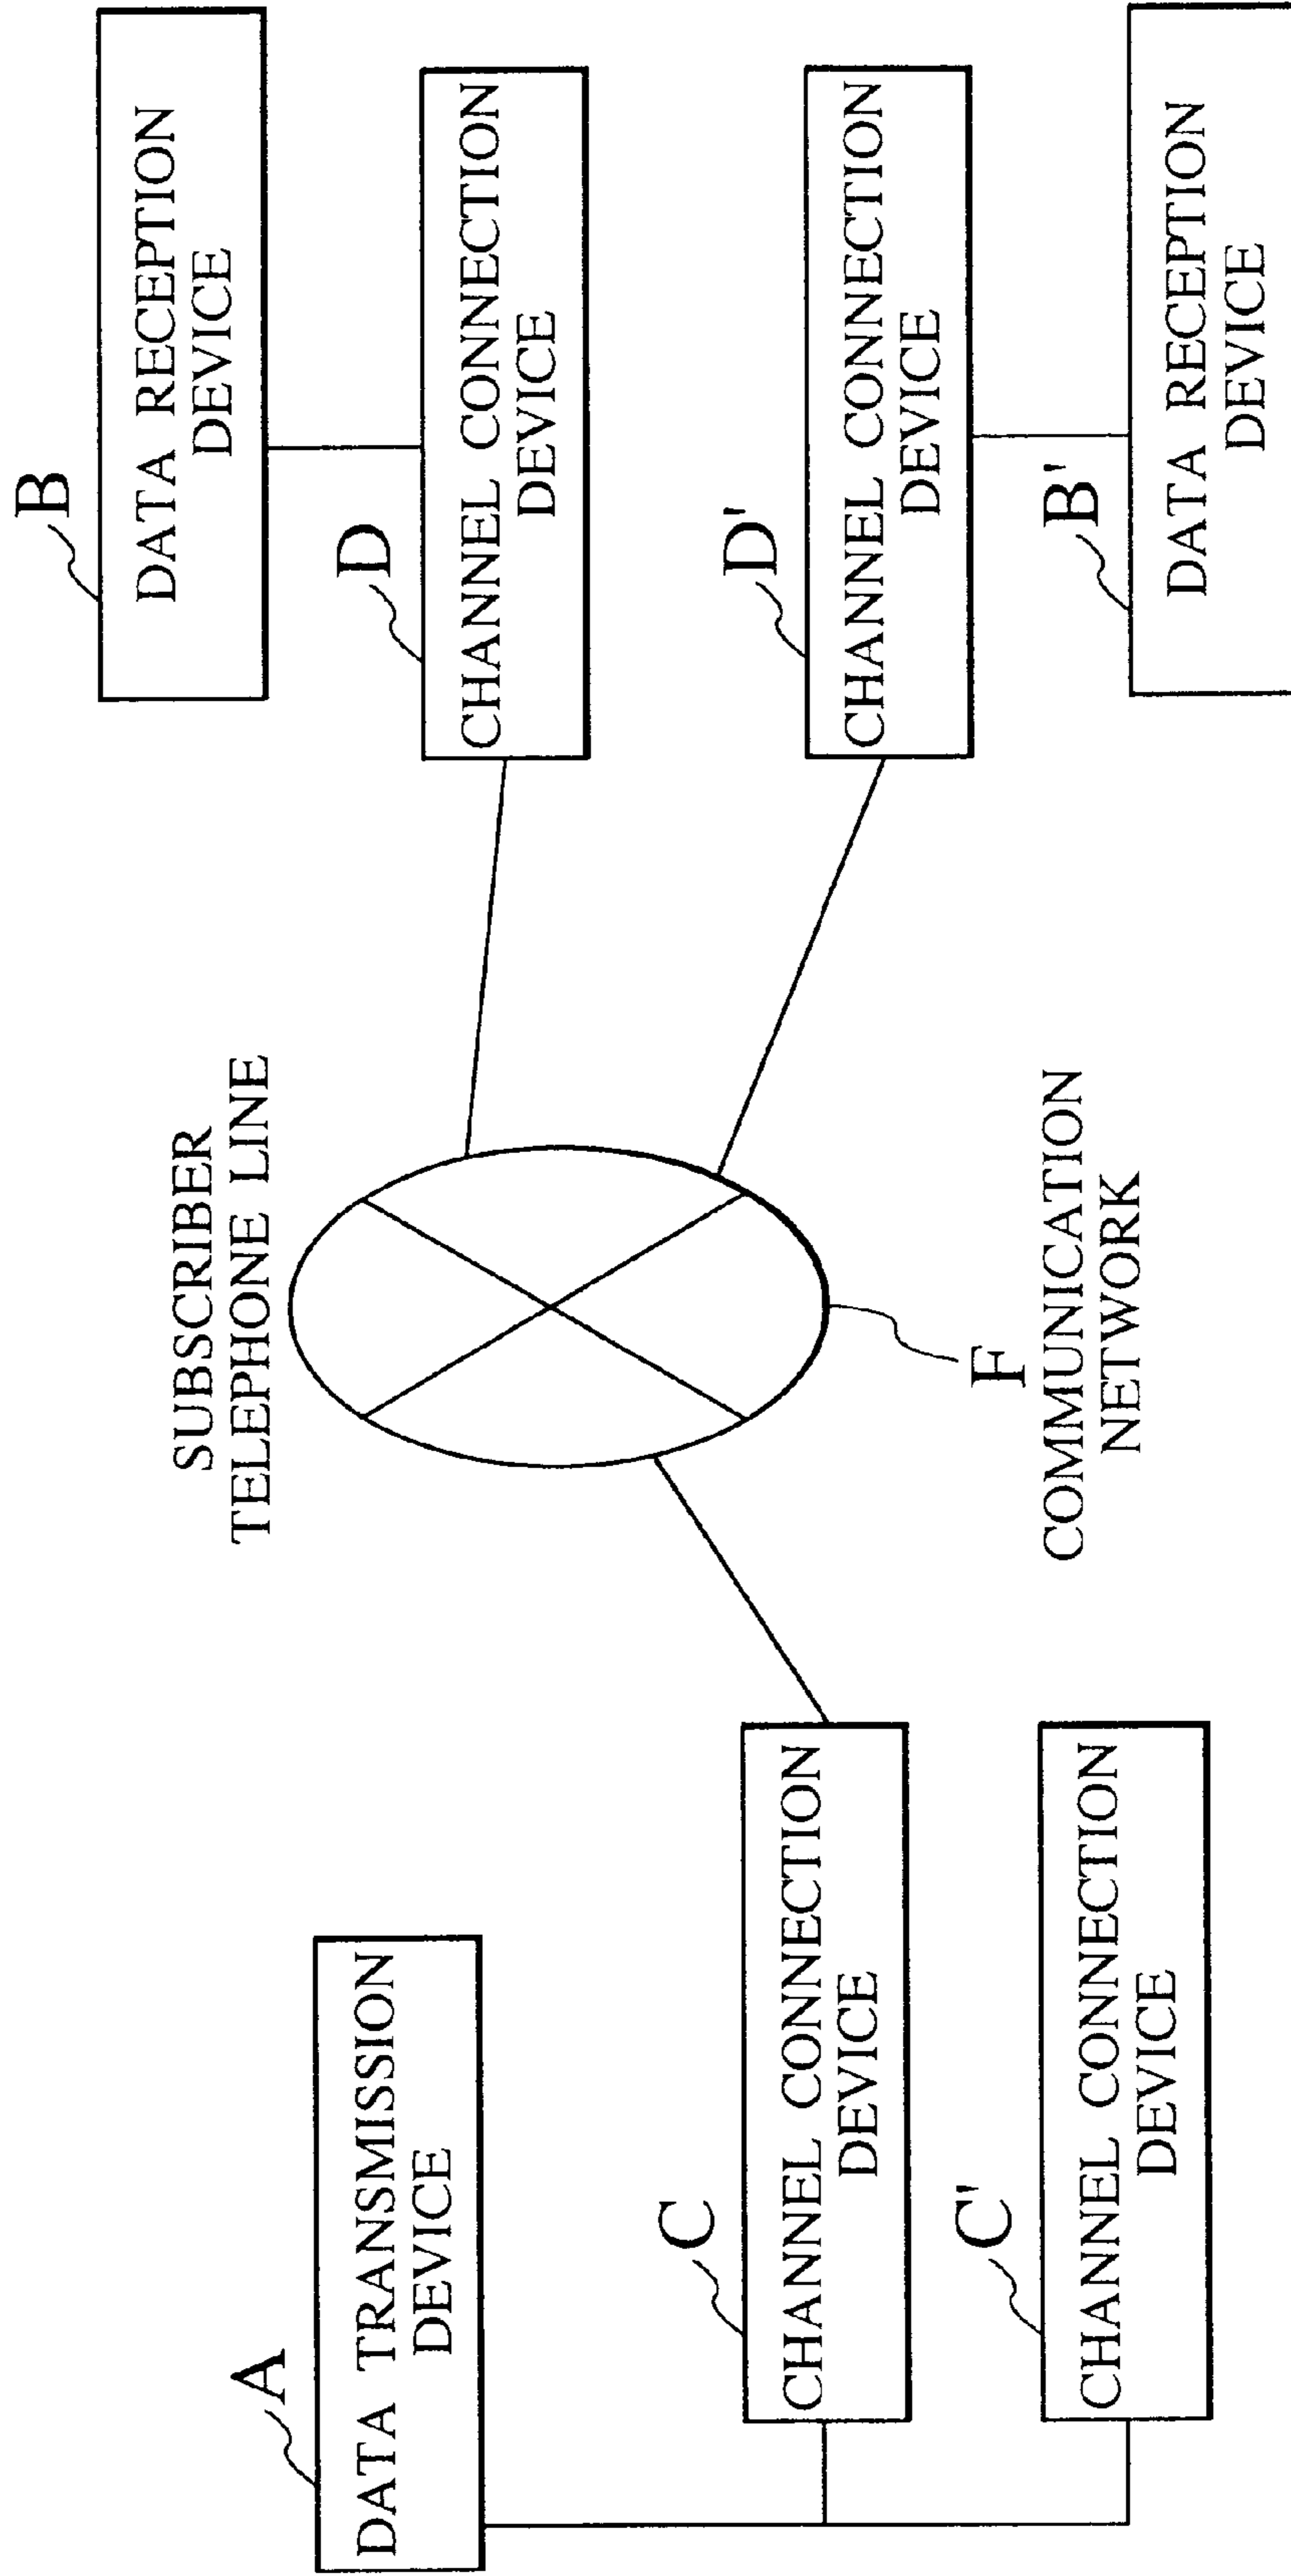 A
DATA TRANSMISSION
DEVICE
C
CHANNEL CONNECTION
DEVICE
C'
CHANNEL CONNECTION
DEVICE
SUBSCRIBER
TELEPHONE LINE
F
COMMUNICATION
NETWORK
B
DATA RECEPTION
DEVICE
D
CHANNEL CONNECTION
DEVICE
D'
CHANNEL CONNECTION
DEVICE
B'
DATA RECEPTION
DEVICE